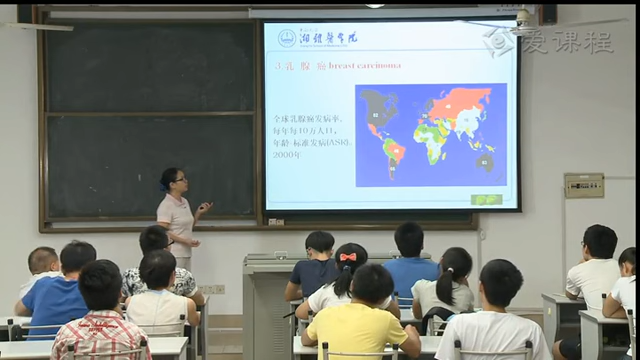 湘雅医学院
爱课程
3.乳 腺 癌 breast carcinoma
全球乳腺癌发病率,
每年每10万人口,
年龄-标准发病(ASR),
2000年